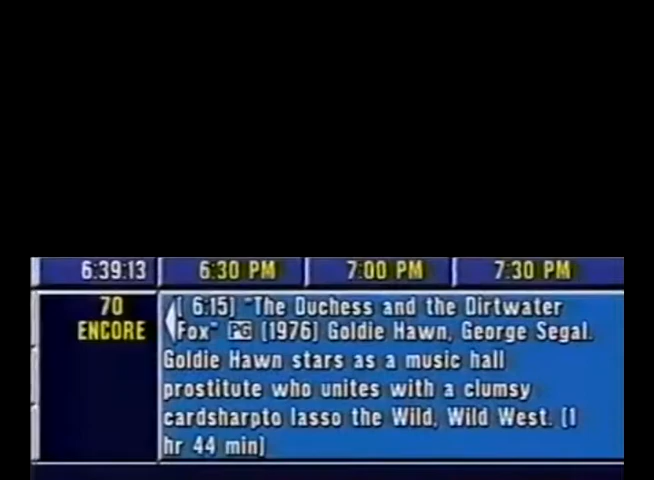 6:39:13 6:30 PM 7:00 PM 7:30 PM
70 [ 6:15] "The Duchess and the Dirtwater
ENCORE Fox" PG [1976] Goldie Hawn, George Segal.
Goldie Hawn stars as a music hall
prostitute who unites with a clumsy
cardsharpto lasso the Wild, Wild West. [1
hr 44 min]